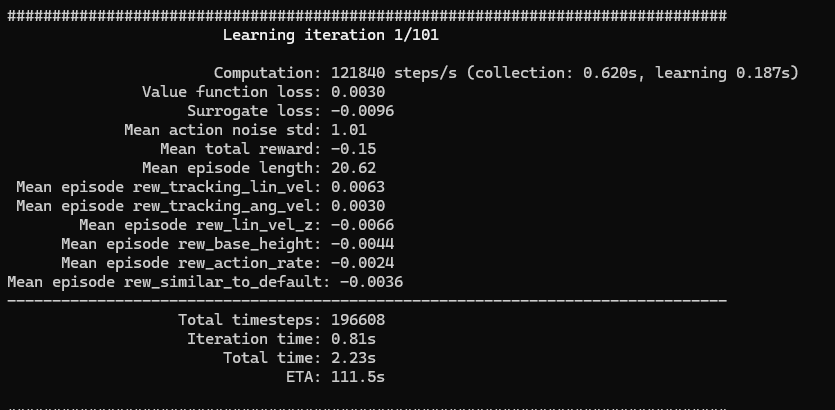 ################################################################################
Learning iteration 1/101
Computation: 121840 steps/s (collection: 0.620s, learning 0.187s)
Value function loss: 0.0030
Surrogate loss: -0.0096
Mean action noise std: 1.01
Mean total reward: -0.15
Mean episode length: 20.62
Mean episode rew_tracking_lin_vel: 0.0063
Mean episode rew_tracking_ang_vel: 0.0030
Mean episode rew_lin_vel_z: -0.0066
Mean episode rew_base_height: -0.0044
Mean episode rew_action_rate: -0.0024
Mean episode rew_similar_to_default: -0.0036
--------------------------------------------------------------------------------
Total timesteps: 196608
Iteration time: 0.81s
Total time: 2.23s
ETA: 111.5s